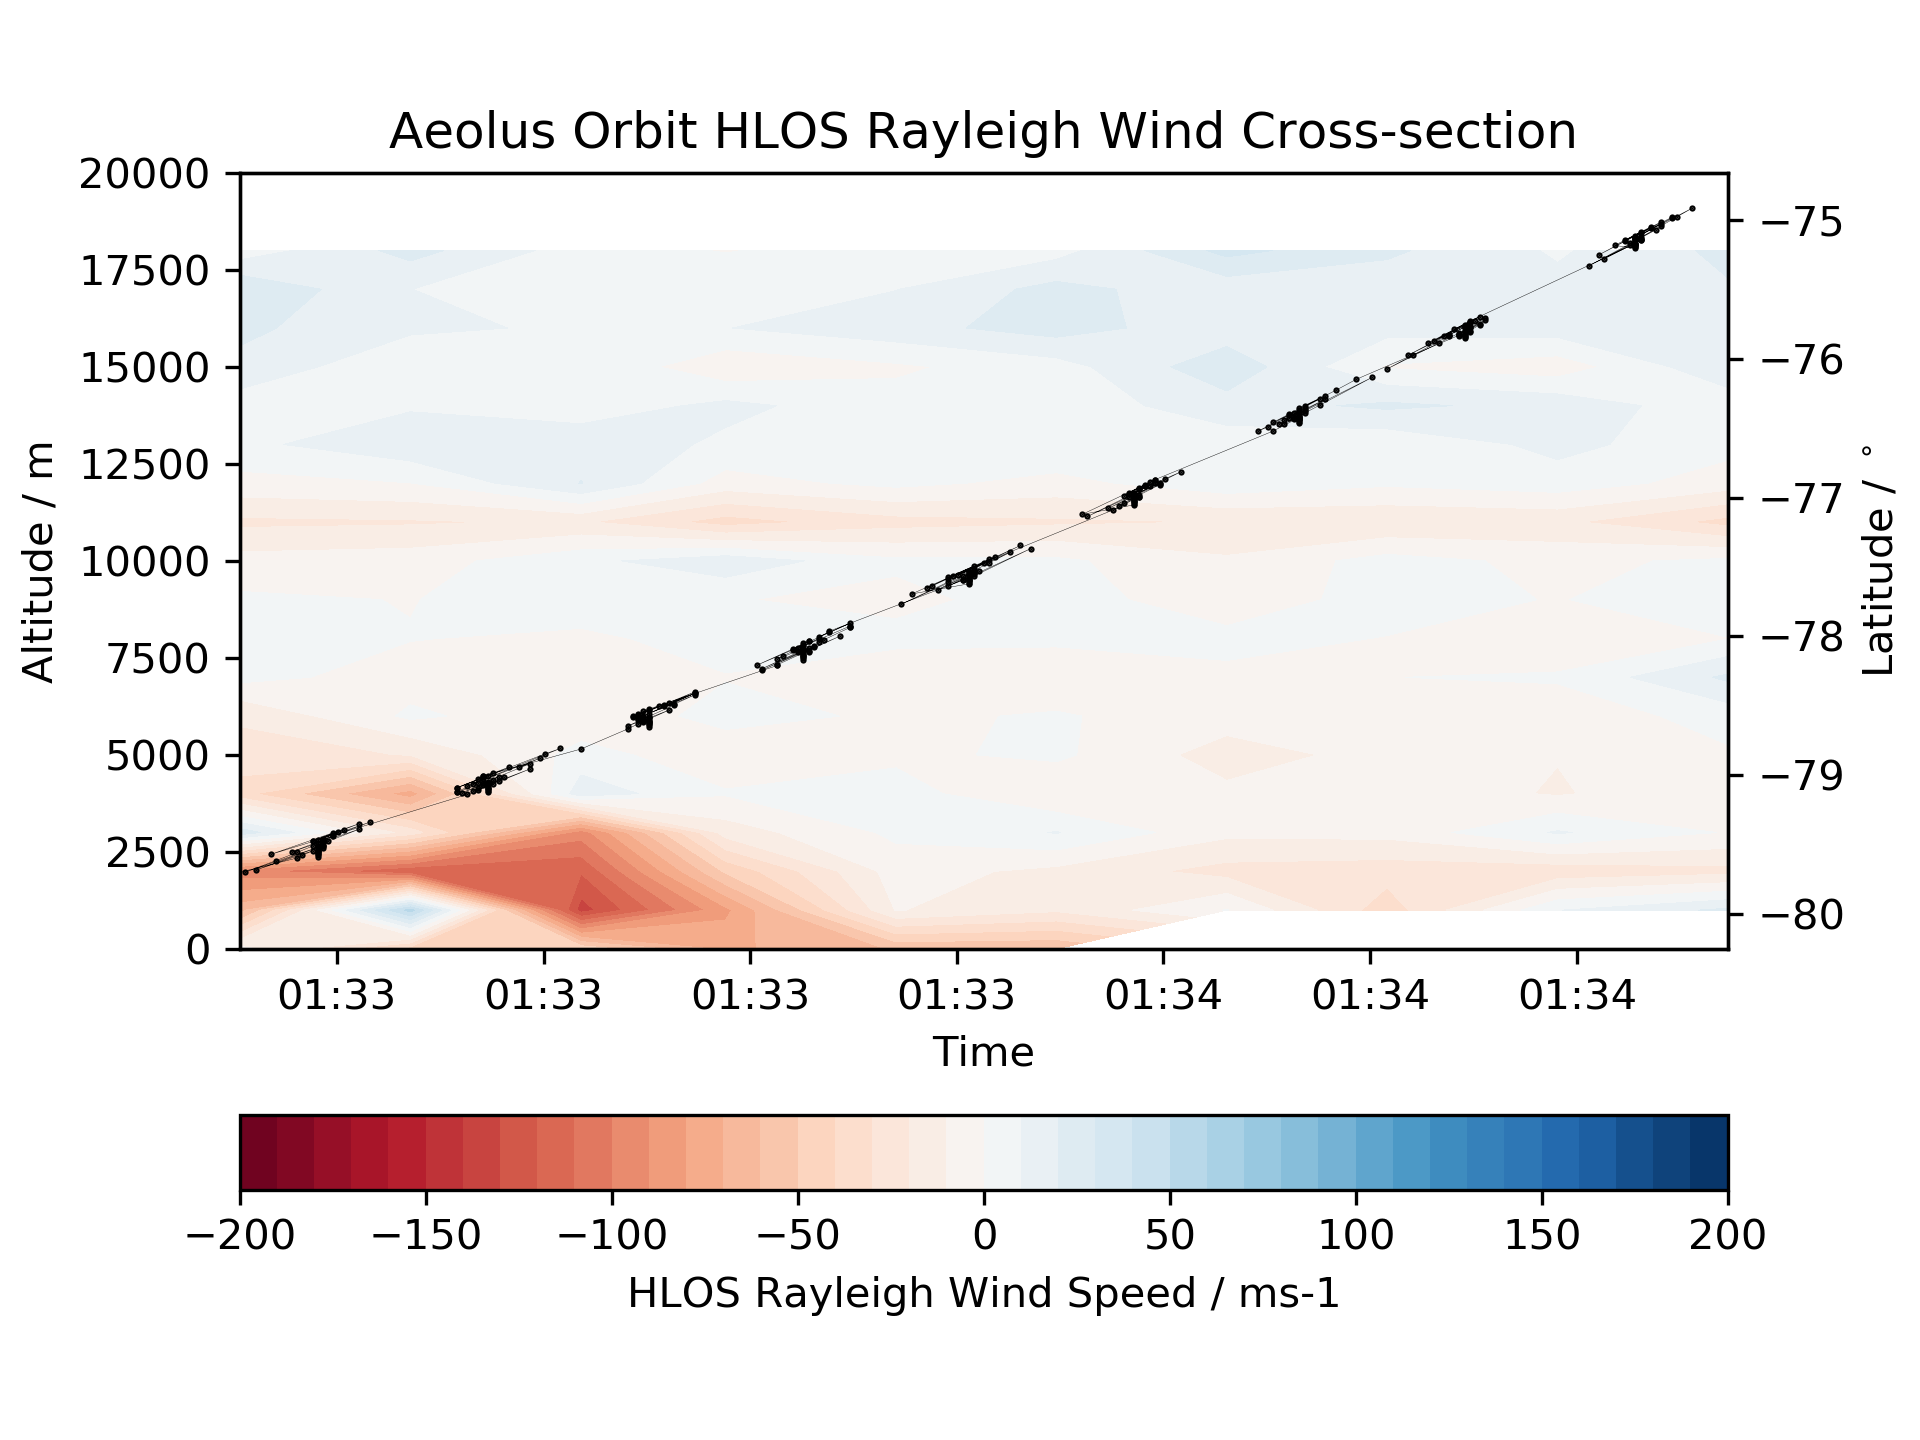 Aeolus Orbit HLOS Rayleigh Wind Cross-section
Altitude / m
20000
17500
15000
12500
10000
7500
5000
2500
0
−75
−76
−77
−78
−79
−80
Latitude / °
01:33 01:33 01:33 01:33 01:34 01:34 01:34
Time
−200 −150 −100 −50 0 50 100 150 200
HLOS Rayleigh Wind Speed / ms-1